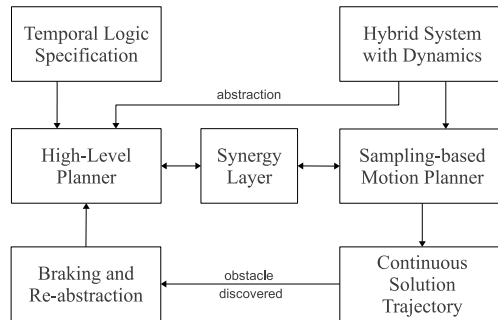 Temporal Logic
Specification
Hybrid System
with Dynamics
abstraction
High-Level
Planner
Synergy
Layer
Sampling-based
Motion Planner
Braking and
Re-abstraction
obstacle
discovered
Continuous
Solution
Trajectory